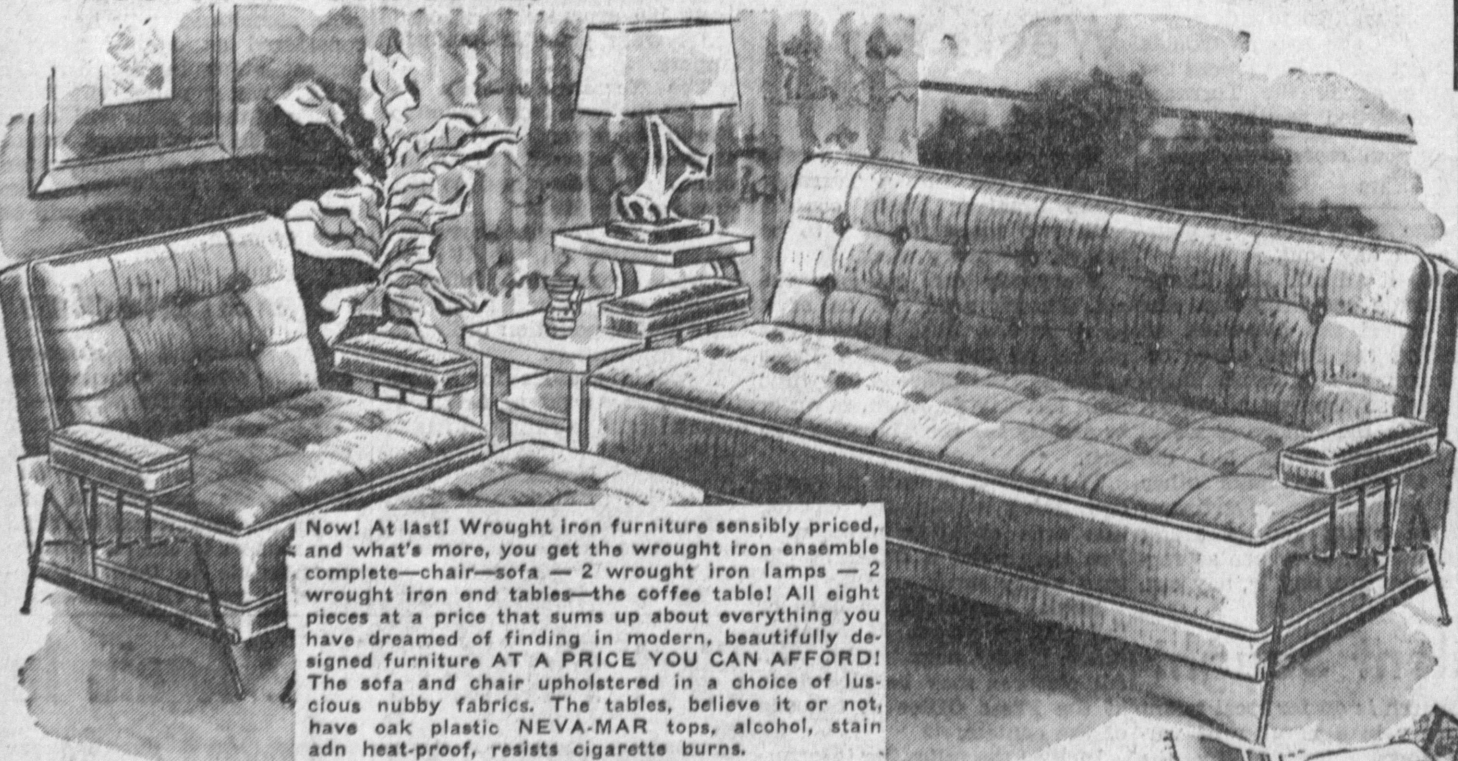 Now! At last! Wrought iron furniture sensibly priced,
and what's more, you get the wrought iron ensemble
complete—chair—sofa — 2 wrought iron lamps — 2
wrought iron end tables—the coffee table! All eight
pieces at a price that sums up about everything you
have dreamed of finding in modern, beautifully de-
signed furniture AT A PRICE YOU CAN AFFORD!
The sofa and chair upholstered in a choice of lus-
cious nubby fabrics. The tables, believe it or not,
have oak plastic NEVA-MAR tops, alcohol, stain
adn heat-proof, resists cigarette burns.